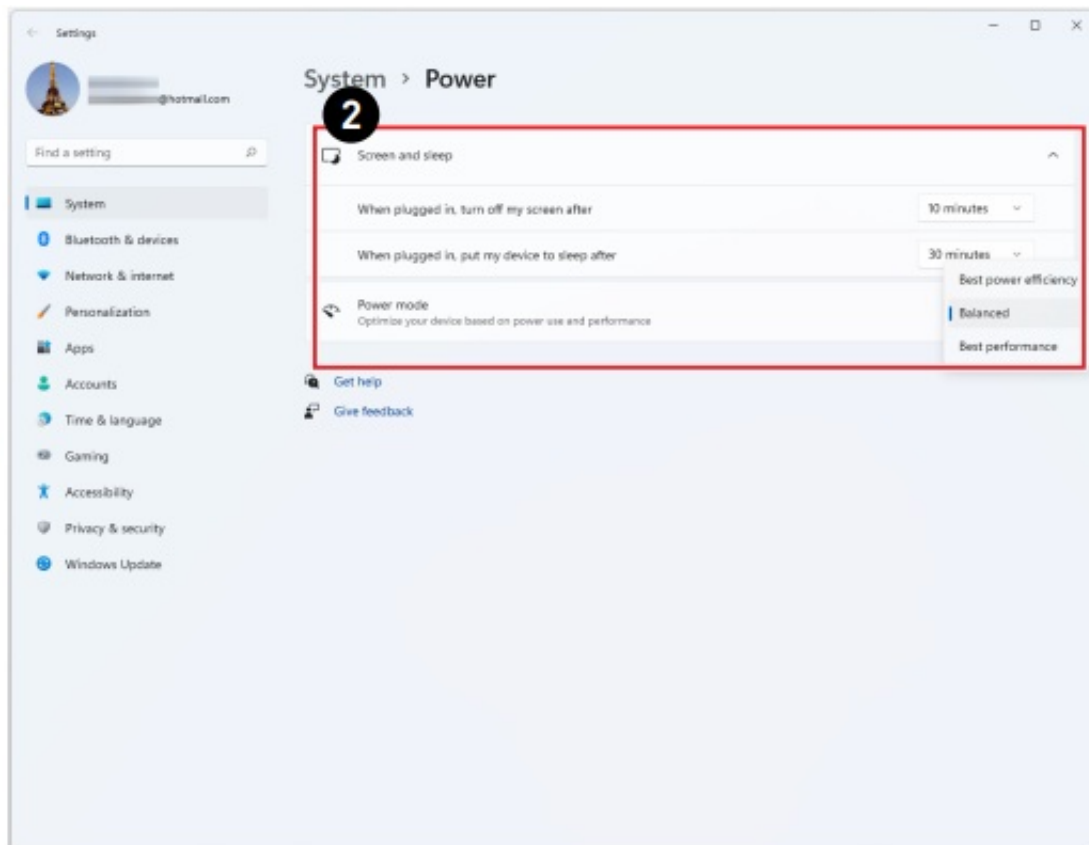 Settings
@hotmail.com
Find a setting
System
Bluetooth & devices
Network & internet
Personalization
Apps
Accounts
Time & language
Gaming
Accessibility
Privacy & security
Windows Update
System > Power
2
Screen and sleep
When plugged in, turn off my screen after 10 minutes
When plugged in, put my device to sleep after 30 minutes
Power mode
Optimize your device based on power use and performance
Best power efficiency
Balanced
Best performance
Get help
Give feedback